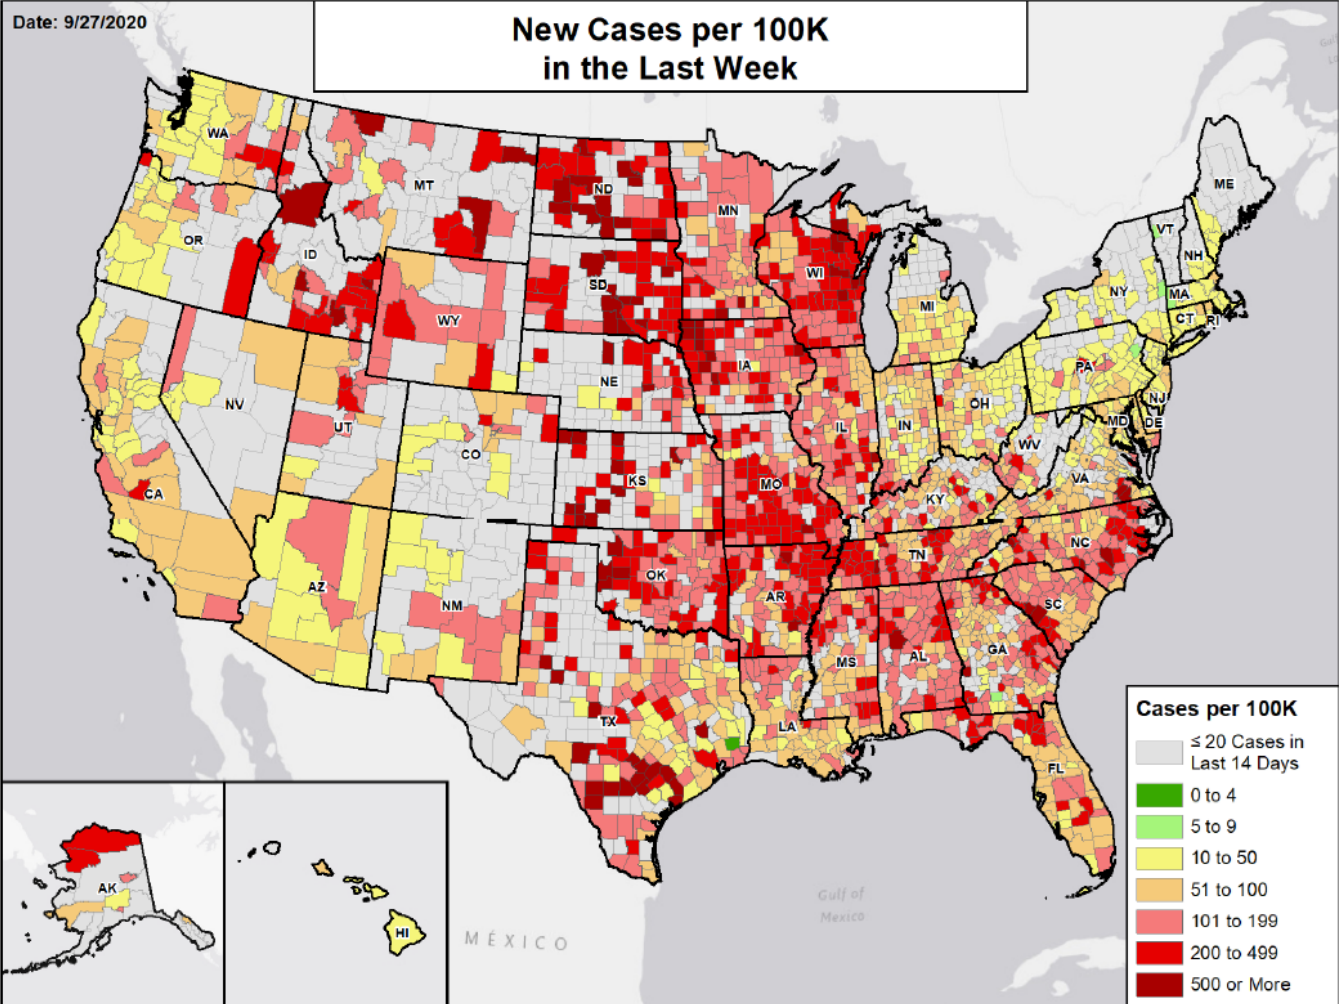 Date: 9/27/2020
New Cases per 100K
in the Last Week
WA
MT
ND
MN
ME
OR
ID
SD
WI
VT
NH
WY
MI
NY
MA
CT
RI
NE
IA
PA
NV
UT
CO
IL
IN
OH
NJ
MD
DE
WV
CA
KS
MO
KY
VA
AZ
NM
OK
AR
TN
NC
SC
MS
AL
GA
TX
LA
FL
AK
HI
MÉXICO
Gulf of
Mexico
Cases per 100K
≤ 20 Cases in
Last 14 Days
0 to 4
5 to 9
10 to 50
51 to 100
101 to 199
200 to 499
500 or More